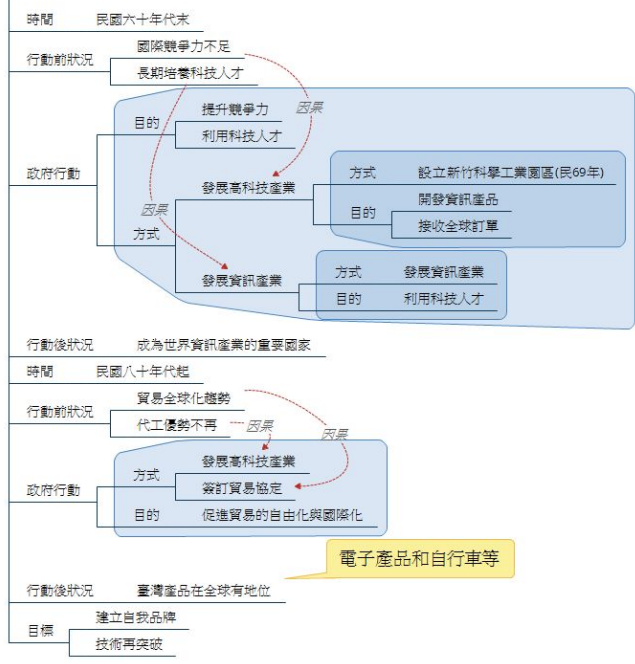 時間 民國六十年代末
行動前狀況
國際競爭力不足
長期培養科技人才
因果
政府行動
目的
提升競爭力
利用科技人才
因果
方式
發展高科技產業
方式 設立新竹科學工業園區(民69年)
目的
開發資訊產品
接收全球訂單
發展資訊產業
方式 發展資訊產業
目的 利用科技人才
行動後狀況 成為世界資訊產業的重要國家
時間 民國八十年代起
行動前狀況
貿易全球化趨勢
代工優勢不再
因果
因果
政府行動
方式
發展高科技產業
簽訂貿易協定
目的 促進貿易的自由化與國際化
電子產品和自行車等
行動後狀況 臺灣產品在全球有地位
目標
建立自我品牌
技術再突破